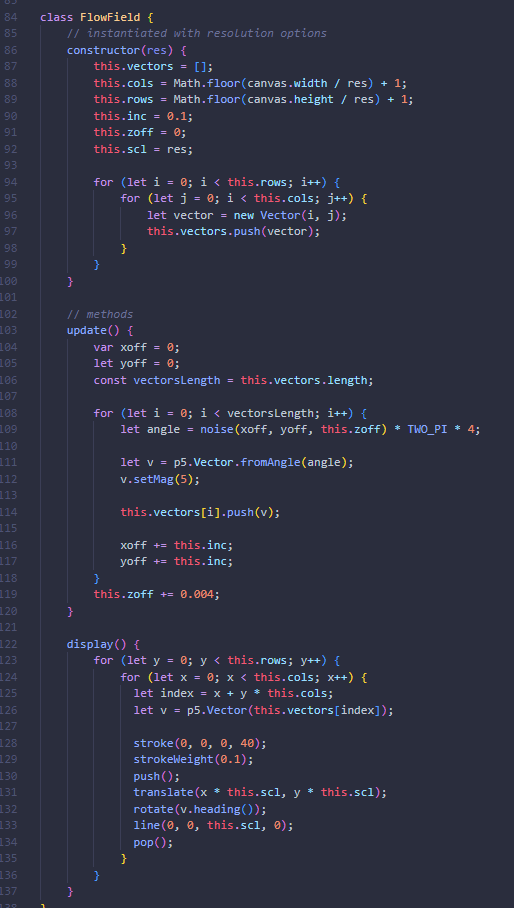 83
84 class FlowField {
85 // instantiated with resolution options
86 constructor(res) {
87 this.vectors = [];
88 this.cols = Math.floor(canvas.width / res) + 1;
89 this.rows = Math.floor(canvas.height / res) + 1;
90 this.inc = 0.1;
91 this.zoff = 0;
92 this.scl = res;
93
94 for (let i = 0; i < this.rows; i++) {
95 for (let j = 0; i < this.cols; j++) {
96 let vector = new Vector(i, j);
97 this.vectors.push(vector);
98 }
99 }
100 }
101
102 // methods
103 update() {
104 var xoff = 0;
105 let yoff = 0;
106 const vectorsLength = this.vectors.length;
107
108 for (let i = 0; i < vectorsLength; i++) {
109 let angle = noise(xoff, yoff, this.zoff) * TWO_PI * 4;
110
111 let v = p5.Vector.fromAngle(angle);
112 v.setMag(5);
113
114 this.vectors[i].push(v);
115
116 xoff += this.inc;
117 yoff += this.inc;
118 }
119 this.zoff += 0.004;
120 }
121
122 display() {
123 for (let y = 0; y < this.rows; y++) {
124 for (let x = 0; x < this.cols; x++) {
125 let index = x + y * this.cols;
126 let v = p5.Vector(this.vectors[index]);
127
128 stroke(0, 0, 0, 40);
129 strokeWeight(0.1);
130 push();
131 translate(x * this.scl, y * this.scl);
132 rotate(v.heading());
133 line(0, 0, this.scl, 0);
134 pop();
135 }
136 }
137 }
138 }